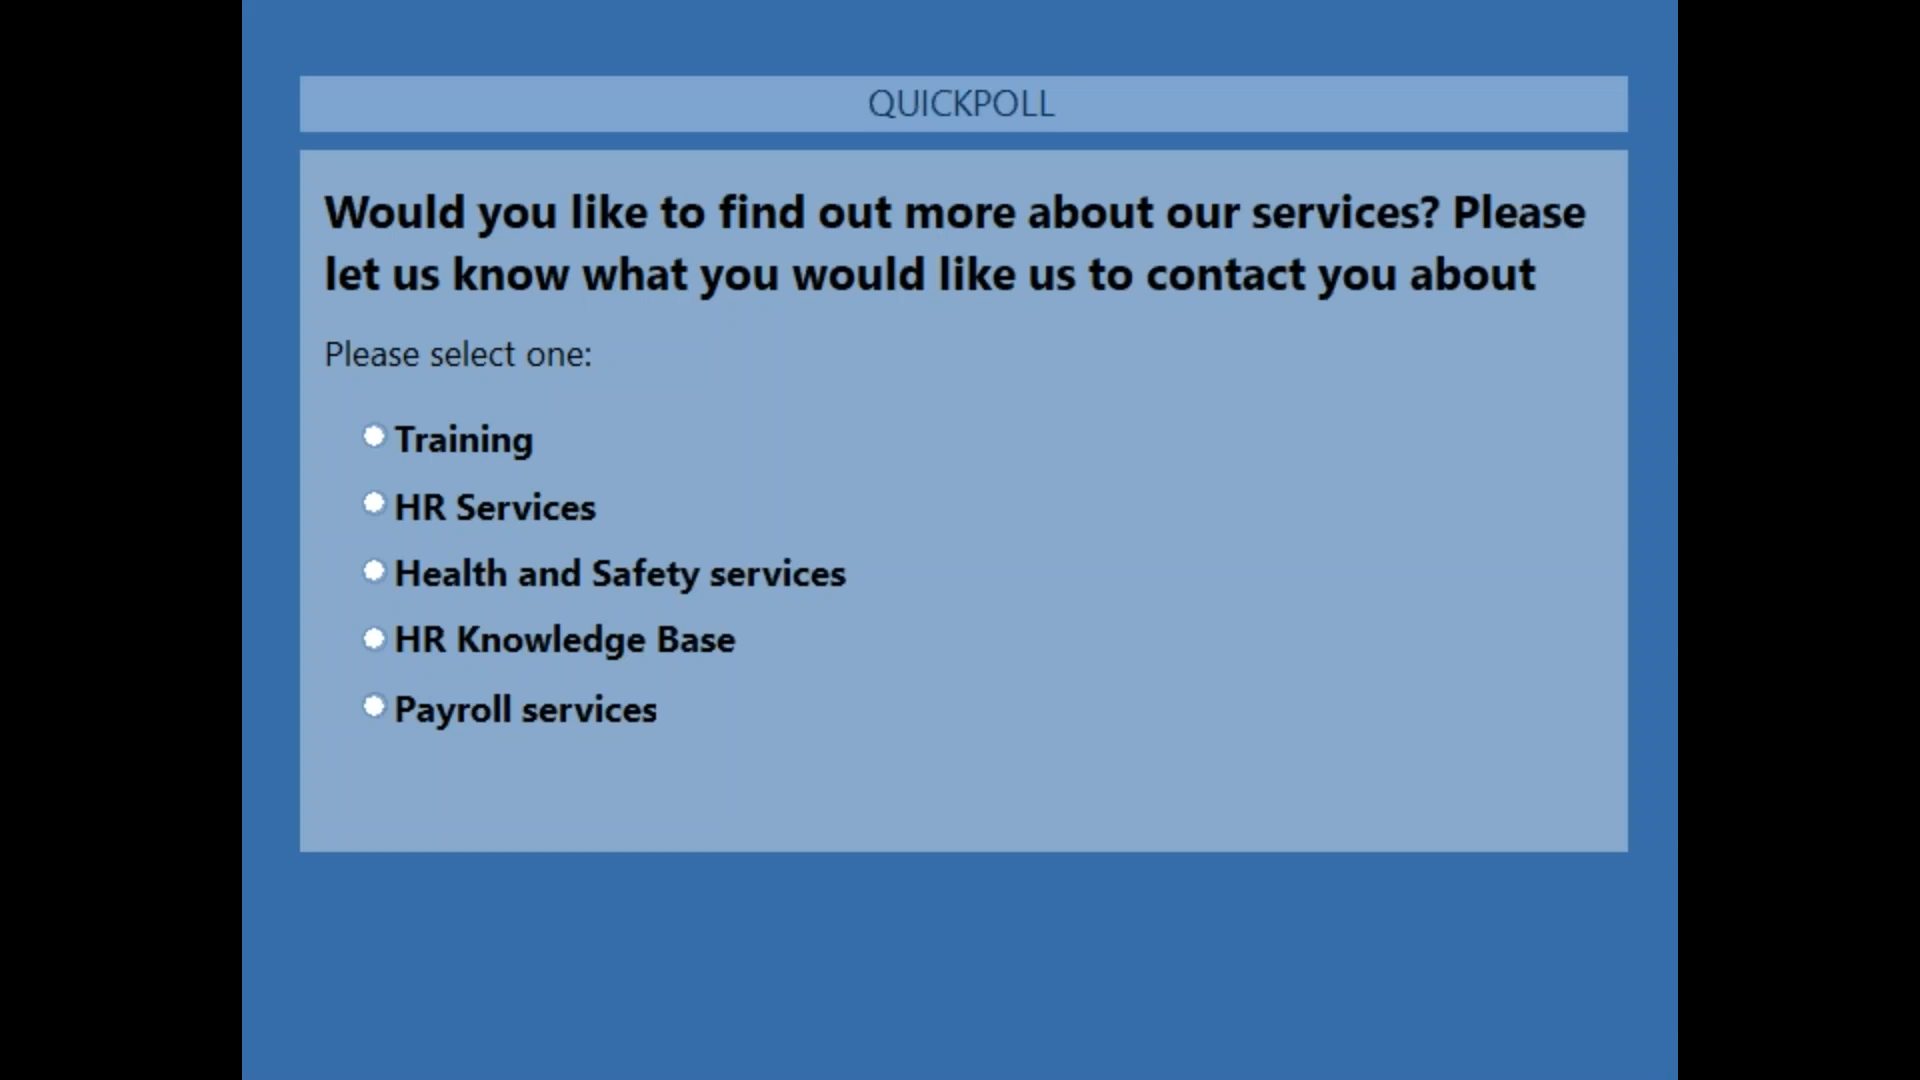 QUICKPOLL
Would you like to find out more about our services? Please
let us know what you would like us to contact you about
Please select one:
Training
HR Services
Health and Safety services
HR Knowledge Base
Payroll services